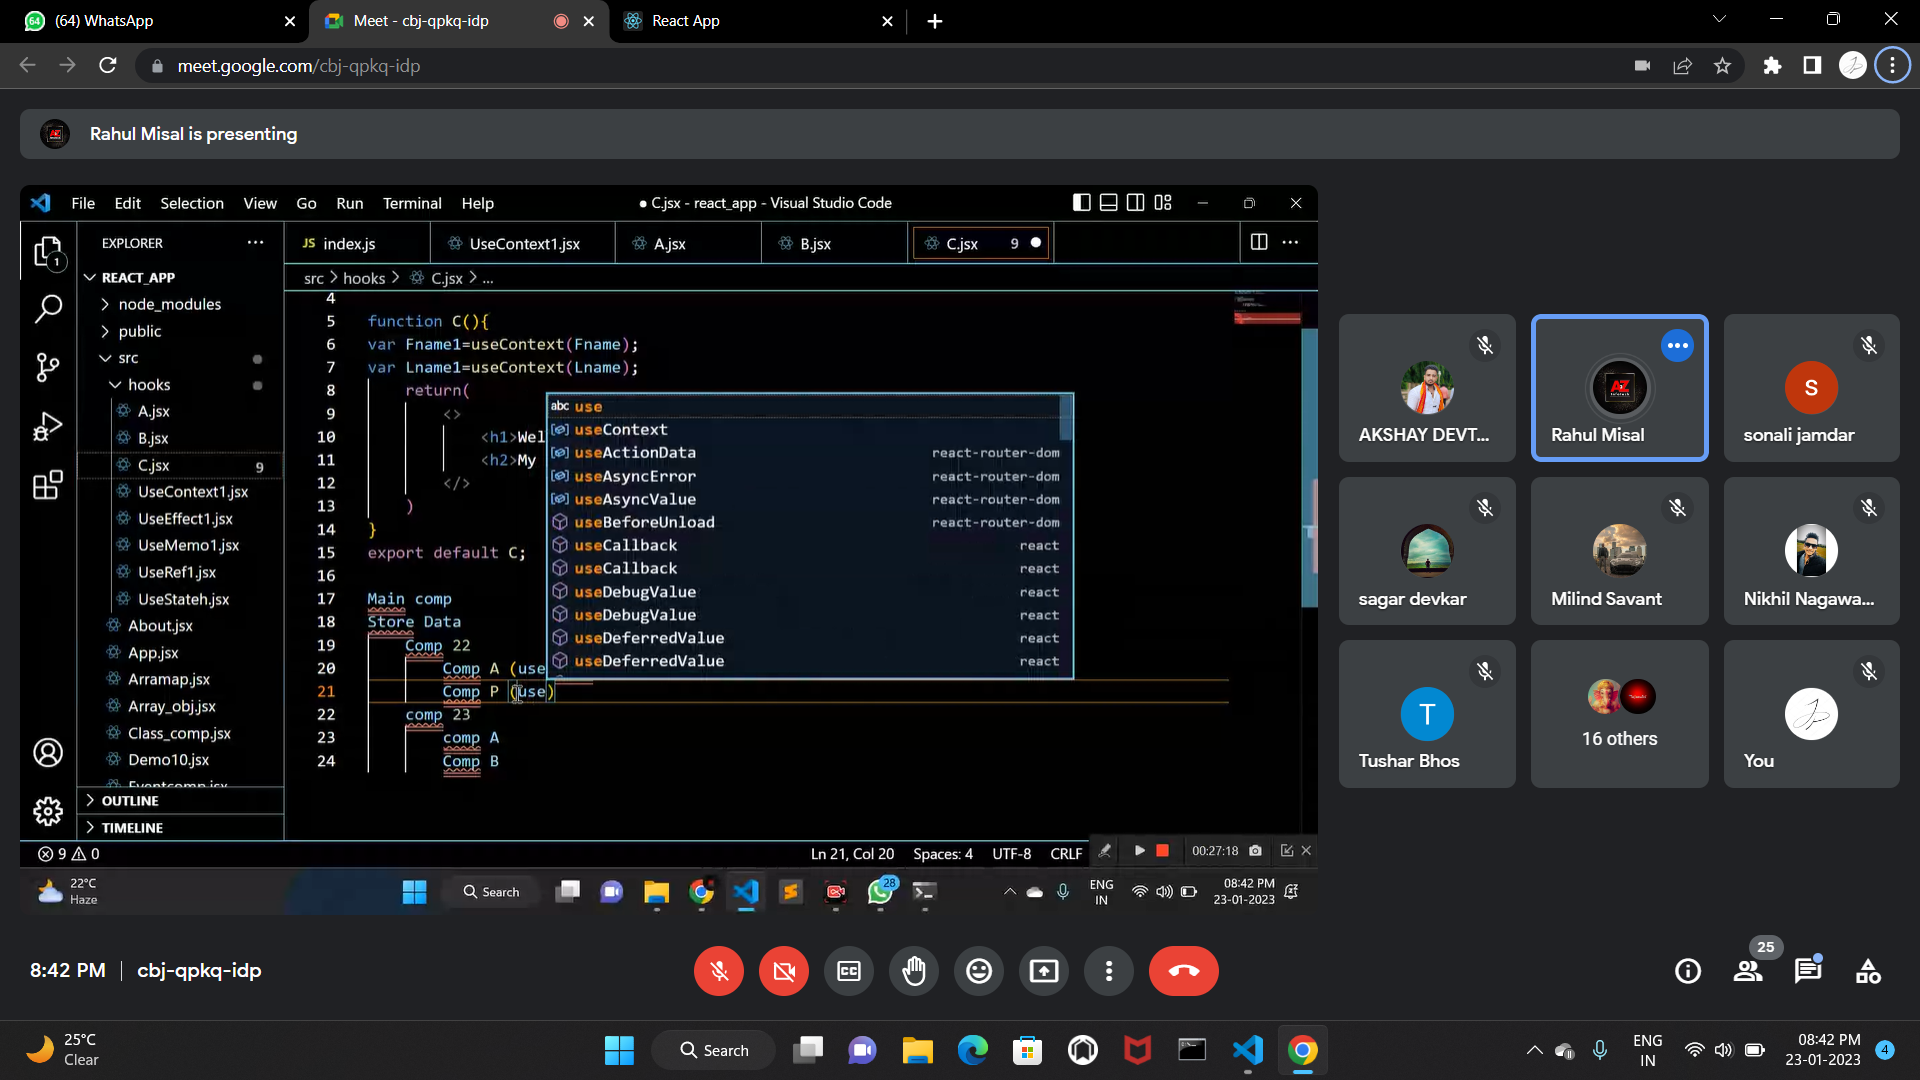 (64) WhatsApp
Meet - cbj-qpkq-idp
React App
meet.google.com/cbj-qpkq-idp
Rahul Misal is presenting
File Edit Selection View Go Run Terminal Help
● C.jsx - react_app - Visual Studio Code
EXPLORER
JS index.js
UseContext1.jsx
A.jsx
B.jsx
C.jsx 9
src > hooks > C.jsx > ...
1
REACT_APP
node_modules
public
src
hooks
A.jsx
B.jsx
C.jsx 9
UseContext1.jsx
UseEffect1.jsx
UseMemo1.jsx
UseRef1.jsx
UseStateh.jsx
About.jsx
App.jsx
Arramap.jsx
Array_obj.jsx
Class_comp.jsx
Demo10.jsx
Eventcomp.jsx
OUTLINE
TIMELINE
4
5 function C(){
6 var Fname1=useContext(Fname);
7 var Lname1=useContext(Lname);
8 return(
9 <>
10 <h1>Wel
11 <h2>My
12 </>
13 )
14 }
15 export default C;
16
17 Main comp
18 Store Data
19 Comp 22
20 Comp A (use
21 Comp P (use)
22 comp 23
23 comp A
24 Comp B
abc use
useContext
useActionData react-router-dom
useAsyncError react-router-dom
useAsyncValue react-router-dom
useBeforeUnload react-router-dom
useCallback react
useCallback react
useDebugValue react
useDebugValue react
useDeferredValue react
useDeferredValue react
9 0
Ln 21, Col 20 Spaces: 4 UTF-8 CRLF
00:27:18
22°C
Haze
Search
28
ENG
IN
08:42 PM
23-01-2023
AKSHAY DEVT...
AZ
Rahul Misal
S
sonali jamdar
sagar devkar
Milind Savant
Nikhil Nagawa...
T
Tushar Bhos
16 others
You
8:42 PM | cbj-qpkq-idp
CC
25
25°C
Clear
Search
ENG
IN
08:42 PM
23-01-2023
4